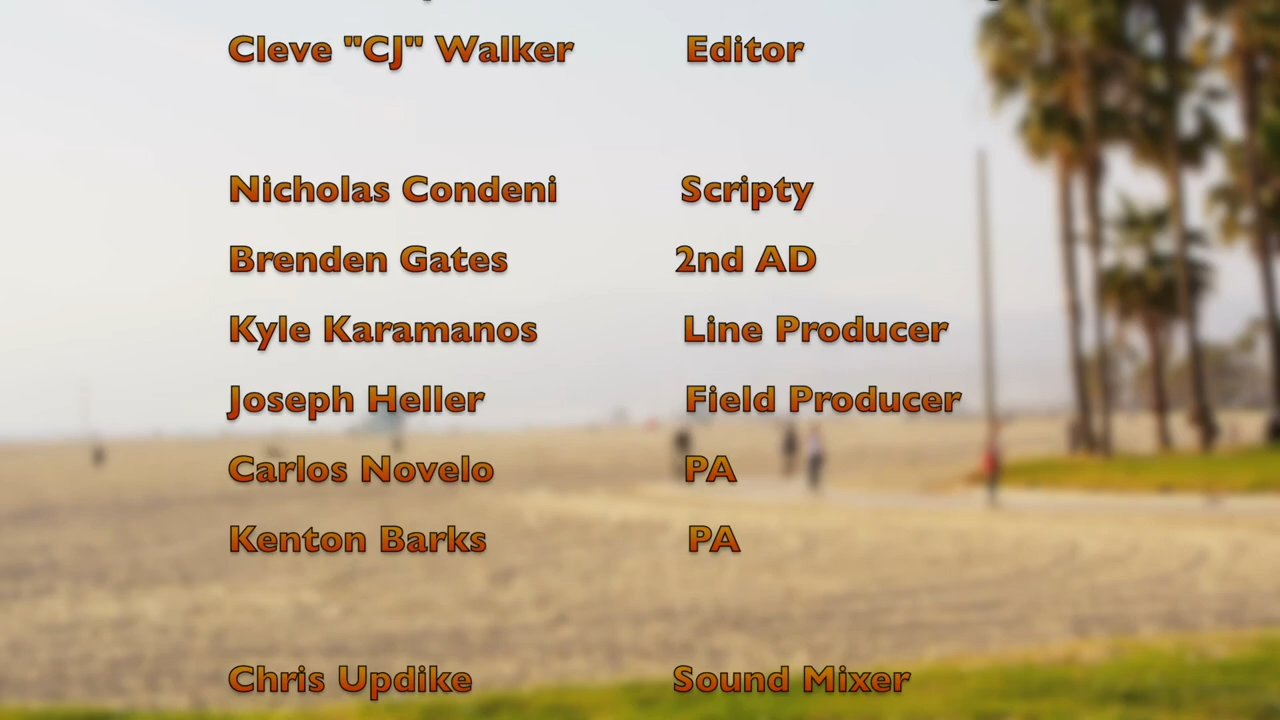 Cleve "CJ" Walker Editor
Nicholas Condeni Scripty
Brenden Gates 2nd AD
Kyle Karamanos Line Producer
Joseph Heller Field Producer
Carlos Novelo PA
Kenton Barks PA
Chris Updike Sound Mixer